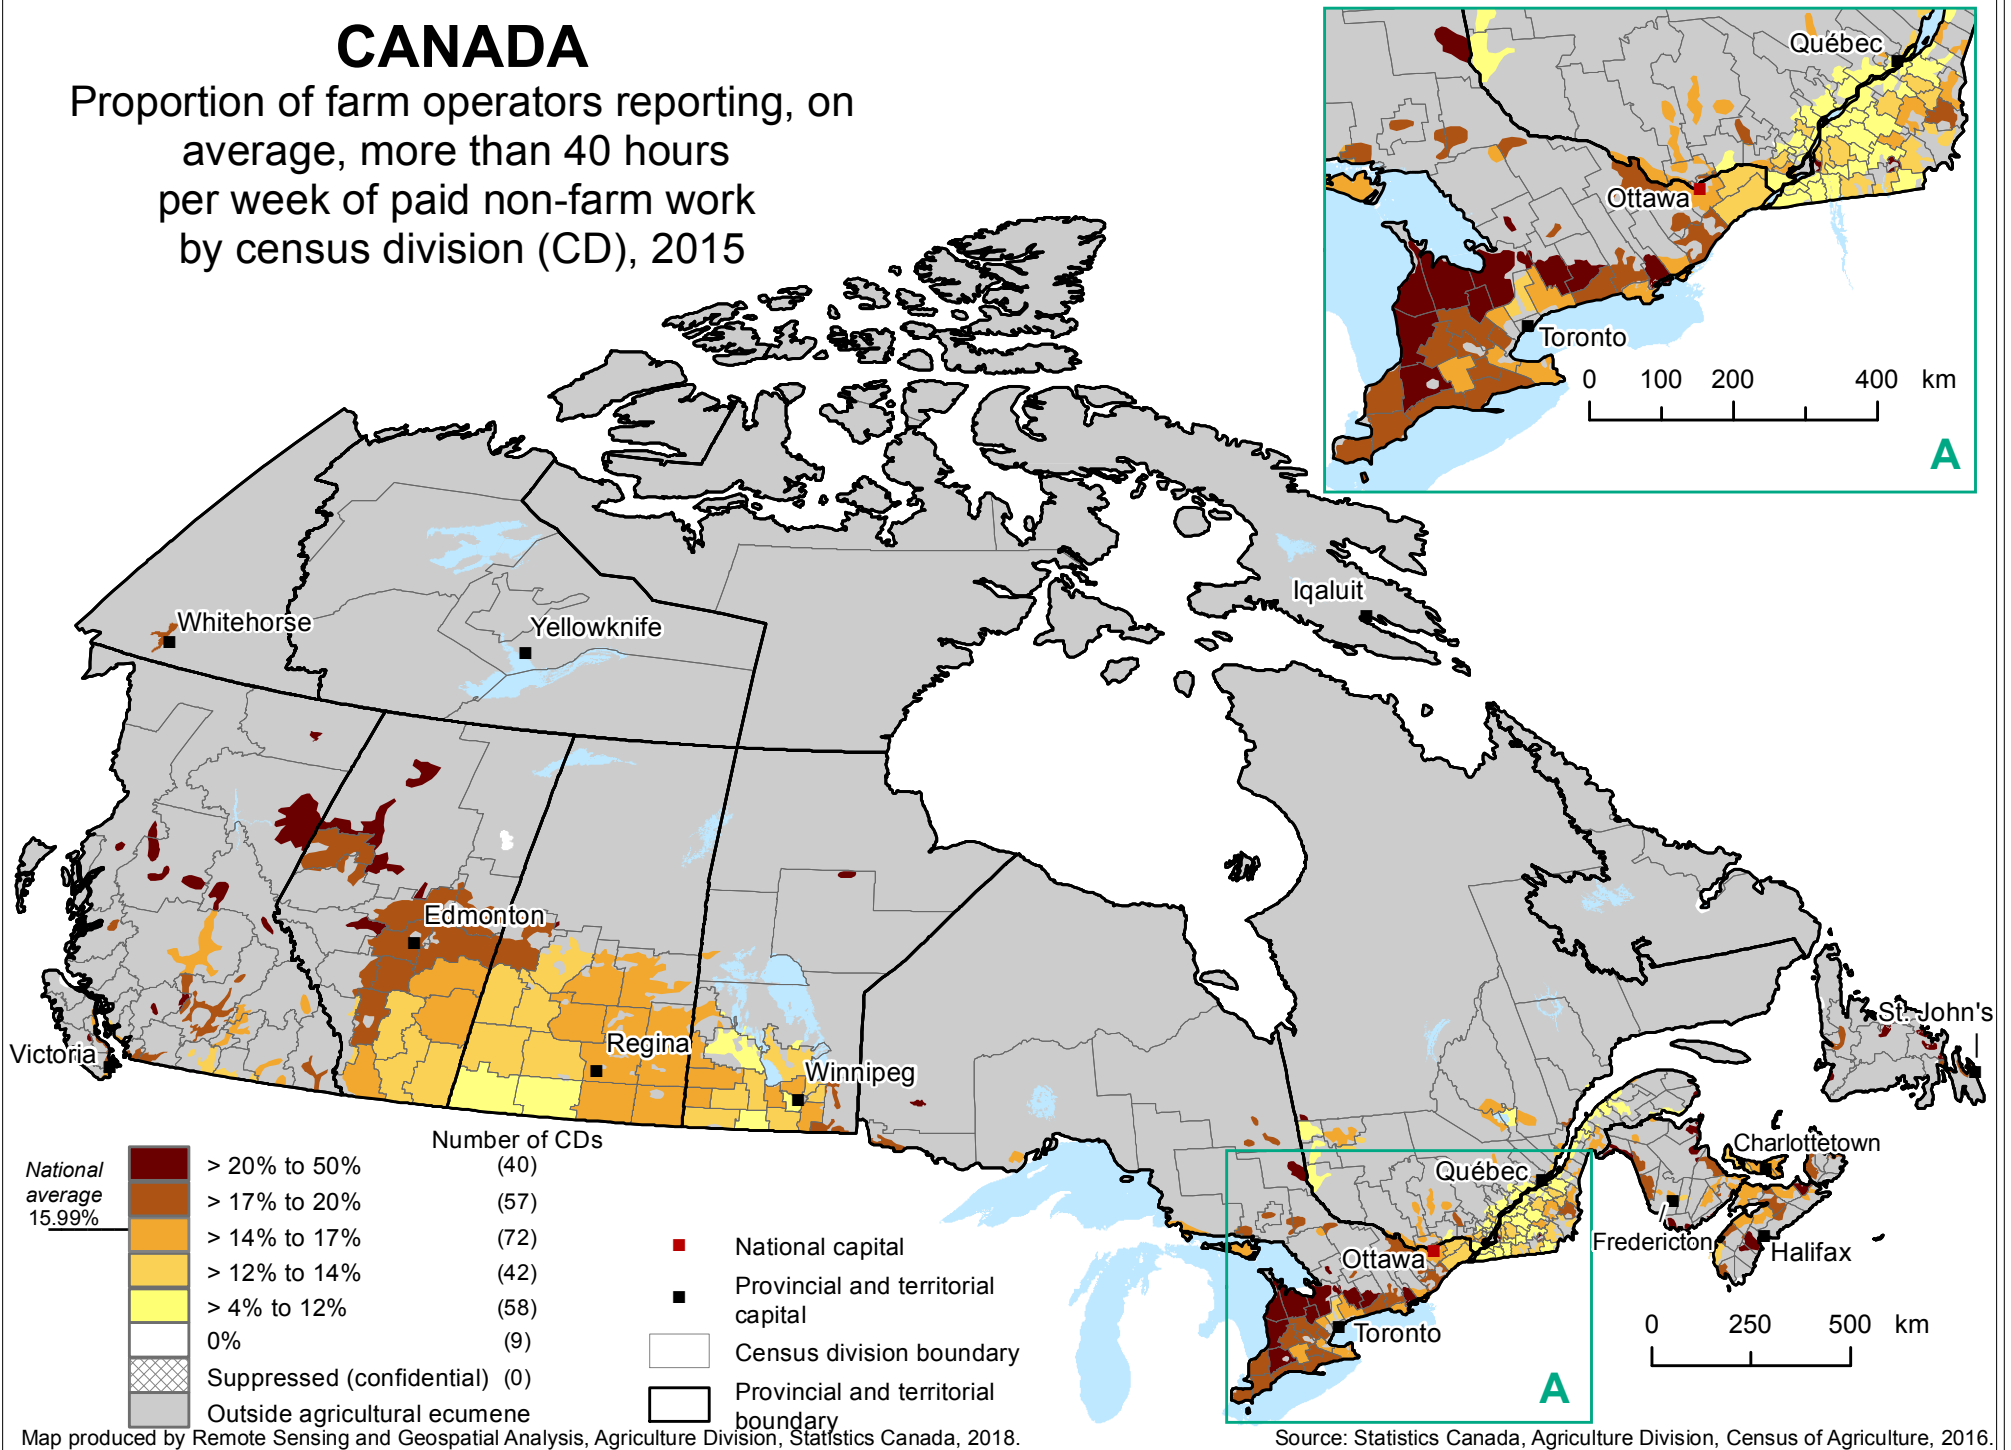 CANADA
Proportion of farm operators reporting, on
average, more than 40 hours
per week of paid non-farm work
by census division (CD), 2015
Québec
Ottawa
Toronto
0 100 200 400 km
A
Whitehorse
Yellowknife
Iqaluit
Edmonton
Regina
Winnipeg
Victoria
St. John's
Charlottetown
Québec
Fredericton
Halifax
Ottawa
Toronto
A
0 250 500 km
Number of CDs
National
average
15.99%
> 20% to 50% (40)
> 17% to 20% (57)
> 14% to 17% (72)
> 12% to 14% (42)
> 4% to 12% (58)
0% (9)
Suppressed (confidential) (0)
Outside agricultural ecumene
National capital
Provincial and territorial
capital
Census division boundary
Provincial and territorial
boundary
Map produced by Remote Sensing and Geospatial Analysis, Agriculture Division, Statistics Canada, 2018.
Source: Statistics Canada, Agriculture Division, Census of Agriculture, 2016.